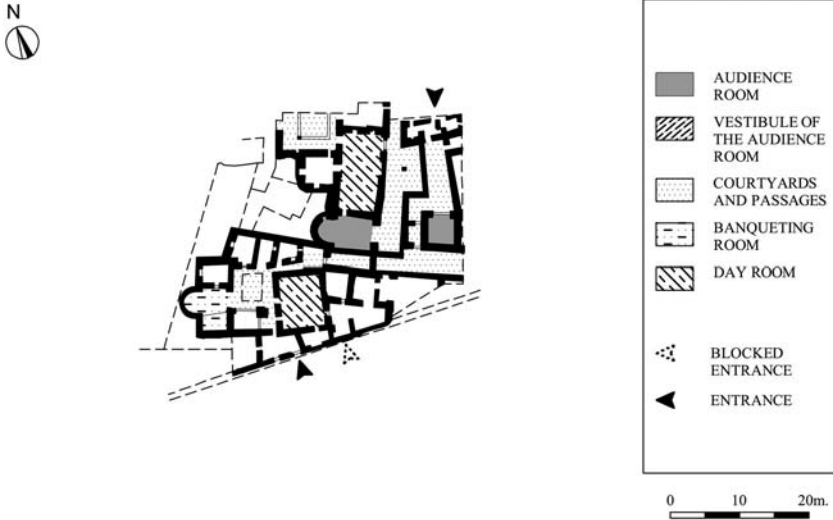 N
AUDIENCE
ROOM
VESTIBULE OF
THE AUDIENCE
ROOM
COURTYARDS
AND PASSAGES
BANQUETING
ROOM
DAY ROOM
BLOCKED
ENTRANCE
ENTRANCE
0 10 20m.